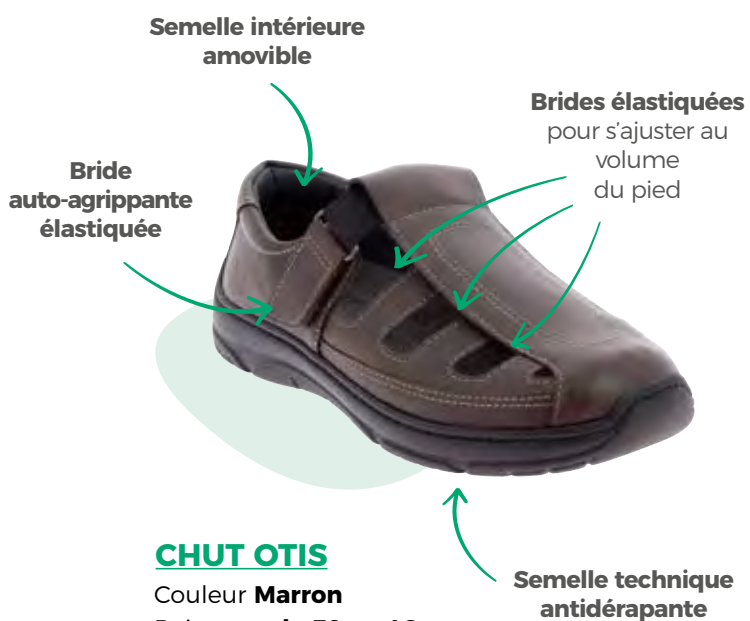 Semelle intérieure
amovible
Brides élastiquées
pour s'ajuster au
volume
du pied
Bride
auto-agrippante
élastiquée
CHUT OTIS
Couleur Marron
Semelle technique
antidérapante